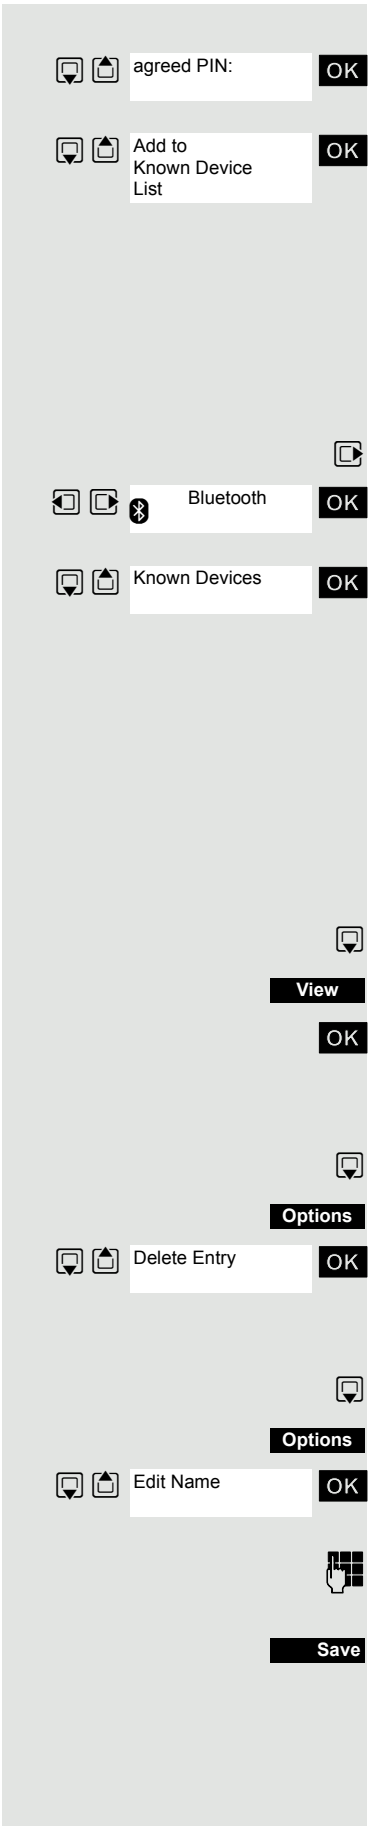 agreed PIN: OK
Add to OK
Known Device
List
Bluetooth OK
Known Devices OK
View
OK
Options
Delete Entry OK
Options
Edit Name OK
Save